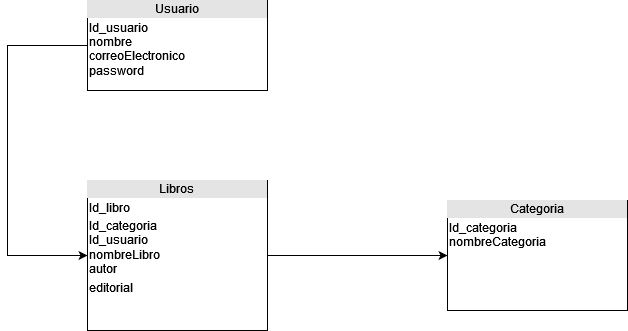 Usuario
Id_usuario
nombre
correoElectronico
password
Libros
Id_libro
Id_categoria
Id_usuario
nombreLibro
autor
editorial
Categoria
Id_categoria
nombreCategoria